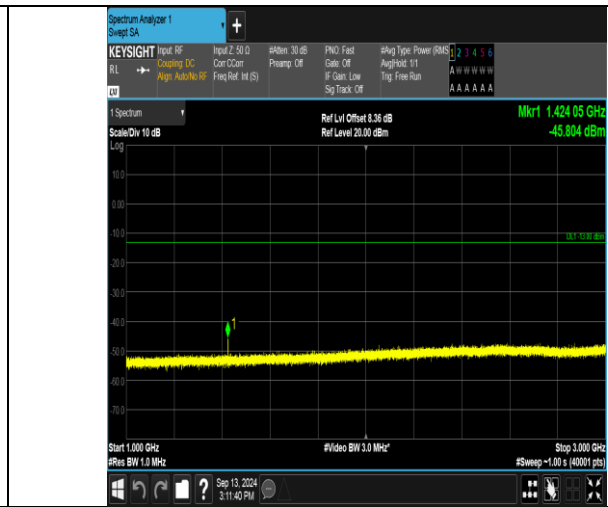 Spectrum Analyzer 1
Swept SA
+
KEYSIGHT Input: RF Input Z: 50 Ω #Atten: 30 dB PNO: Fast #Avg Type: Power (RMS 1 2 3 4 5 6
RL Coupling: DC Corr CCorr Preamp: Off Gate: Off Avg|Hold: 1/1 A W W W W W
Align: Auto/No RF Freq Ref: Int (S) IF Gain: Low Trig: Free Run
Sig Track: Off A A A A A A
LXI
1 Spectrum Ref Lvl Offset 8.36 dB Mkr1 1.424 05 GHz
Scale/Div 10 dB Ref Level 20.00 dBm -45.804 dBm
Log
10.0
0.00
-10.0
DL1 -13.00 dBm
-20.0
-30.0
-40.0
1
-50.0
-60.0
-70.0
Start 1.000 GHz #Video BW 3.0 MHz* Stop 3.000 GHz
#Res BW 1.0 MHz #Sweep ~1.00 s (40001 pts)
? Sep 13, 2024
3:11:40 PM